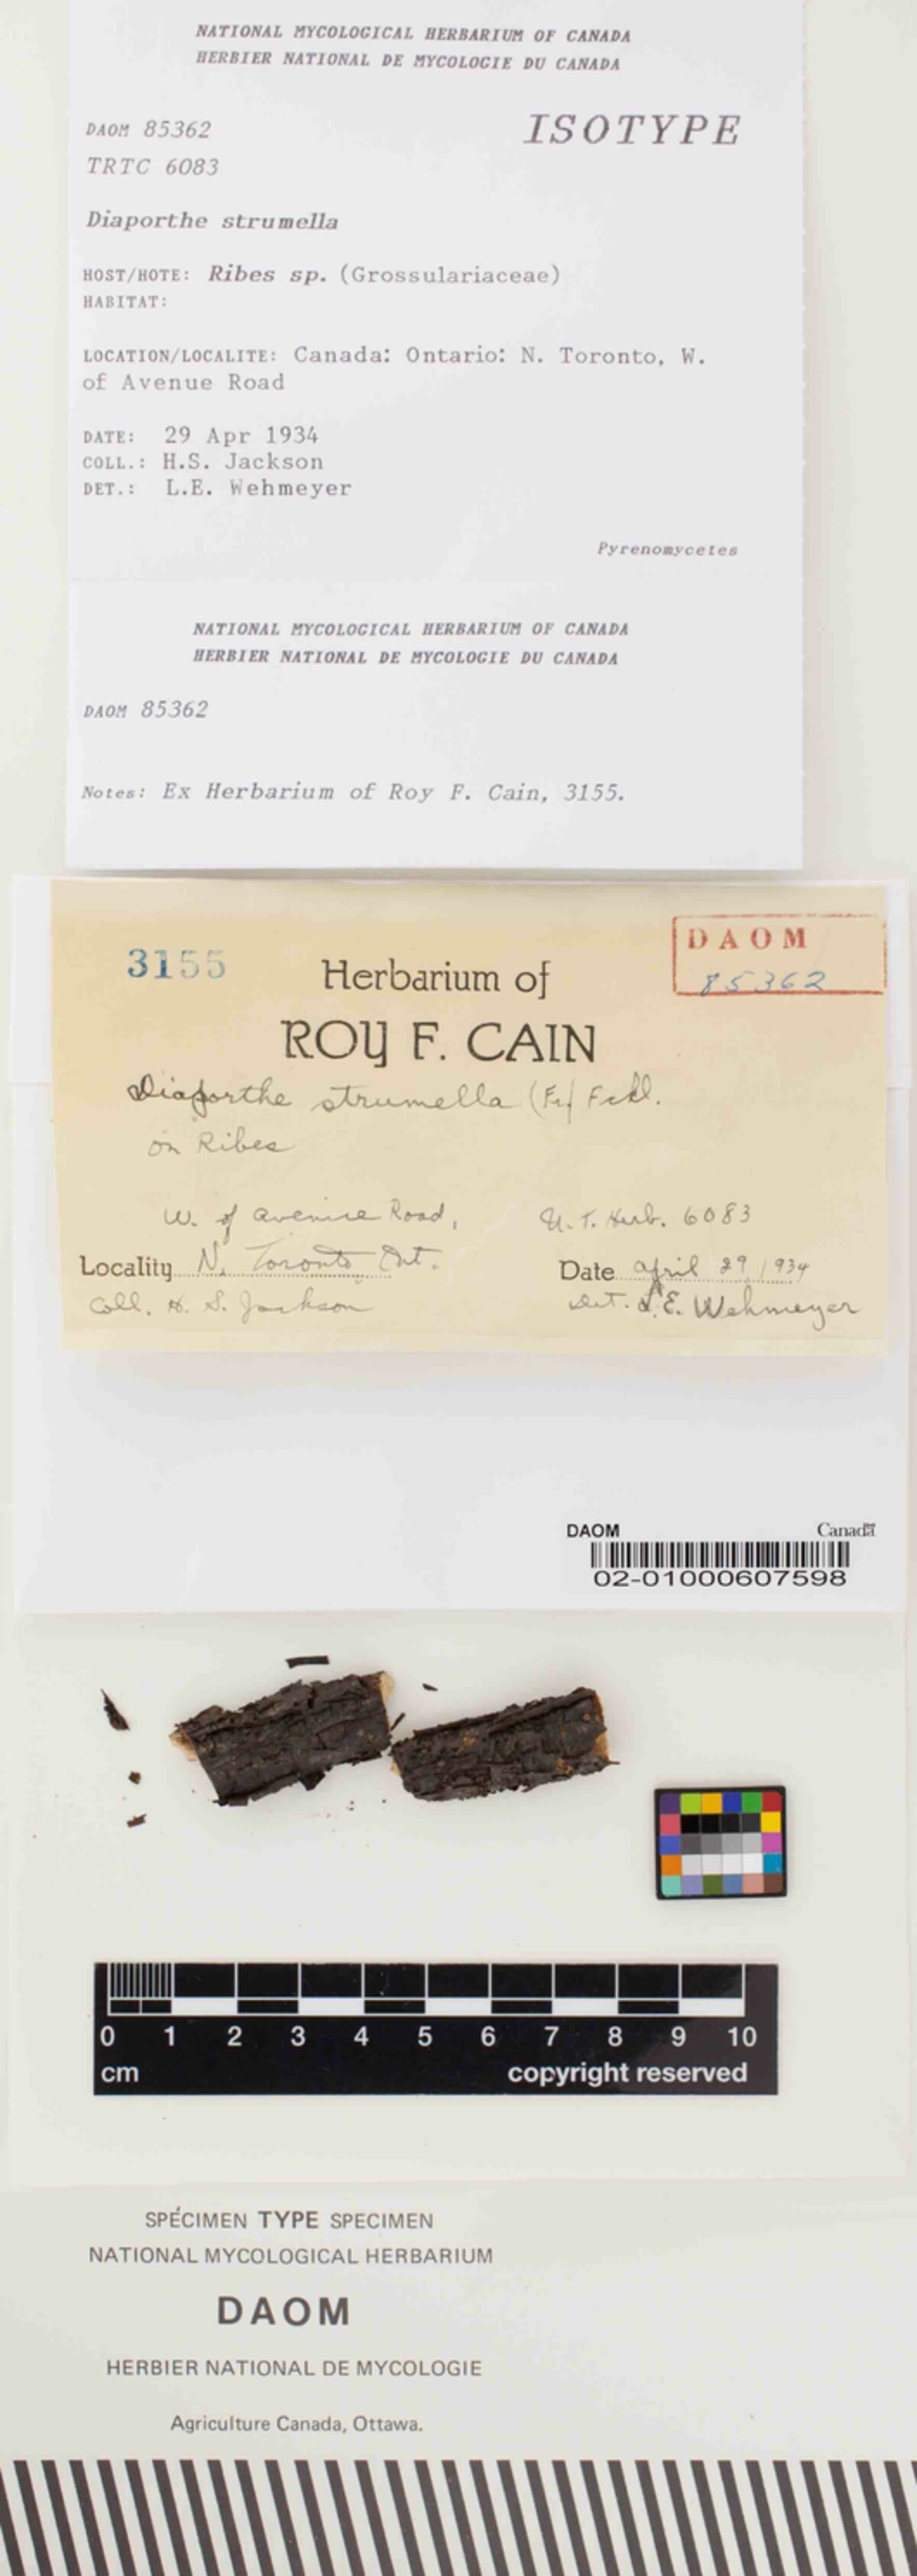 NATIONAL MYCOLOGICAL HERBARIUM OF CANADA
HERBIER NATIONAL DE MYCOLOGIE DU CANADA
DAOM 85362
ISOTYPE
TRTC 6083
Diaporthe strumella
HOST/HOTE: Ribes sp. (Grossulariaceae)
HABITAT:
LOCATION/LOCALITE: Canada: Ontario: N. Toronto, W.
of Avenue Road
DATE: 29 Apr 1934
COLL.: H.S. Jackson
DET.: L.E. Wehmeyer
Pyrenomycetes
NATIONAL MYCOLOGICAL HERBARIUM OF CANADA
HERBIER NATIONAL DE MYCOLOGIE DU CANADA
DAOM 85362
Notes: Ex Herbarium of Roy F. Cain, 3155.
3155
DAOM
85362
Herbarium of
ROY F. CAIN
Diaporthe strumella (Fr) Fckl.
on Ribes
W. of Avenue Road,
U.T. Herb. 6083
Locality N. Toronto, Ont.
Date April 29, 1934
Coll. H. S. Jackson
Det. L.E. Wehmeyer
DAOM
Canada
02-01000607598
0 1 2 3 4 5 6 7 8 9 10
cm
copyright reserved
SPÉCIMEN TYPE SPECIMEN
NATIONAL MYCOLOGICAL HERBARIUM
DAOM
HERBIER NATIONAL DE MYCOLOGIE
Agriculture Canada, Ottawa.